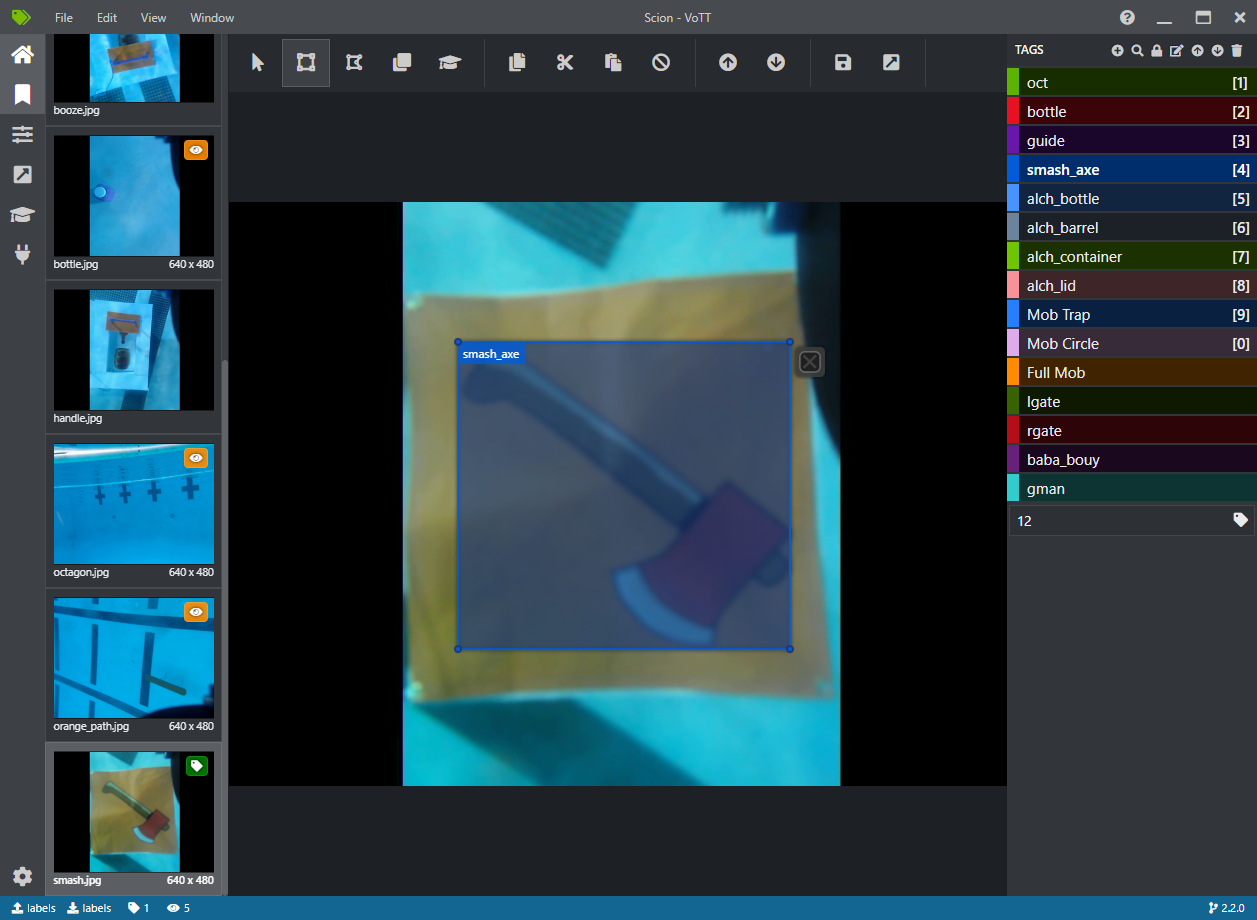 File Edit View Window
Scion - VoTT
booze.jpg
bottle.jpg 640 x 480
handle.jpg
octagon.jpg 640 x 480
orange_path.jpg 640 x 480
smash.jpg 640 x 480
smash_axe
TAGS
oct [1]
bottle [2]
guide [3]
smash_axe [4]
alch_bottle [5]
alch_barrel [6]
alch_container [7]
alch_lid [8]
Mob Trap [9]
Mob Circle [0]
Full Mob
lgate
rgate
baba_bouy
gman
12
labels labels 1 5
2.2.0